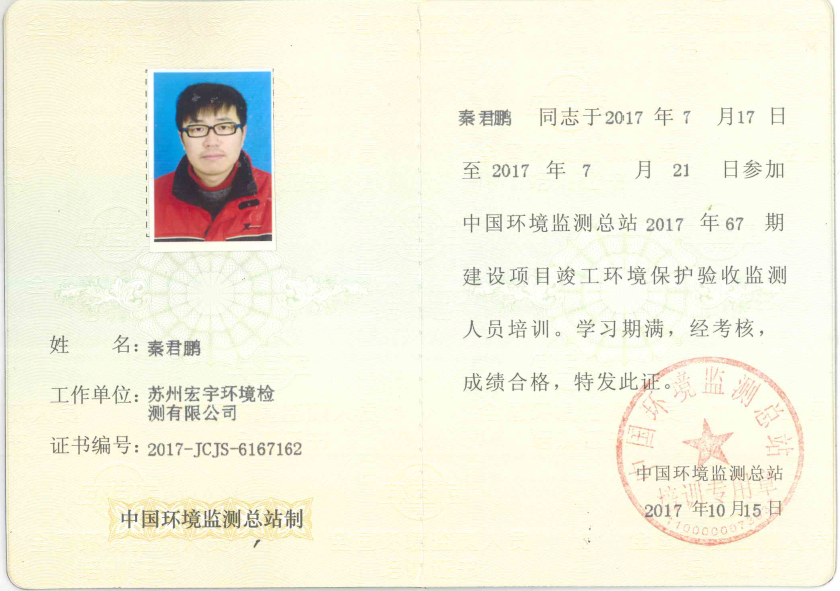 姓 名：秦君鹏
工作单位：苏州宏宇环境检
测有限公司
证书编号：2017-JCJS-6167162
中国环境监测总站制
秦君鹏 同志于2017 年 7 月17 日
至 2017 年 7 月 21 日参加
中国环境监测总站 2017 年 67 期
建设项目竣工环境保护验收监测
人员培训。学习期满，经考核，
成绩合格，特发此证。
中国环境监测总站
培训专用章
中国环境监测总站
2017 年10月15日